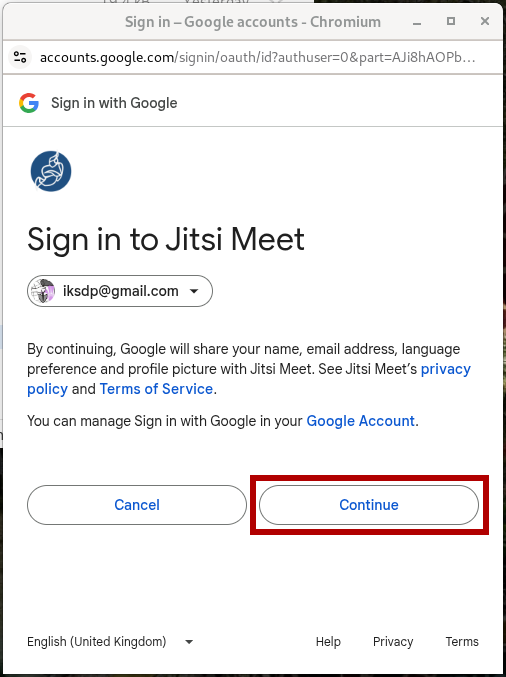 Yesterday
Sign in – Google accounts - Chromium
accounts.google.com/signin/oauth/id?authuser=0&part=AJi8hAOPb…
Sign in with Google
Sign in to Jitsi Meet
iksdp@gmail.com
By continuing, Google will share your name, email address, language
preference and profile picture with Jitsi Meet. See Jitsi Meet’s privacy
policy and Terms of Service.
You can manage Sign in with Google in your Google Account.
Cancel Continue
English (United Kingdom) Help Privacy Terms